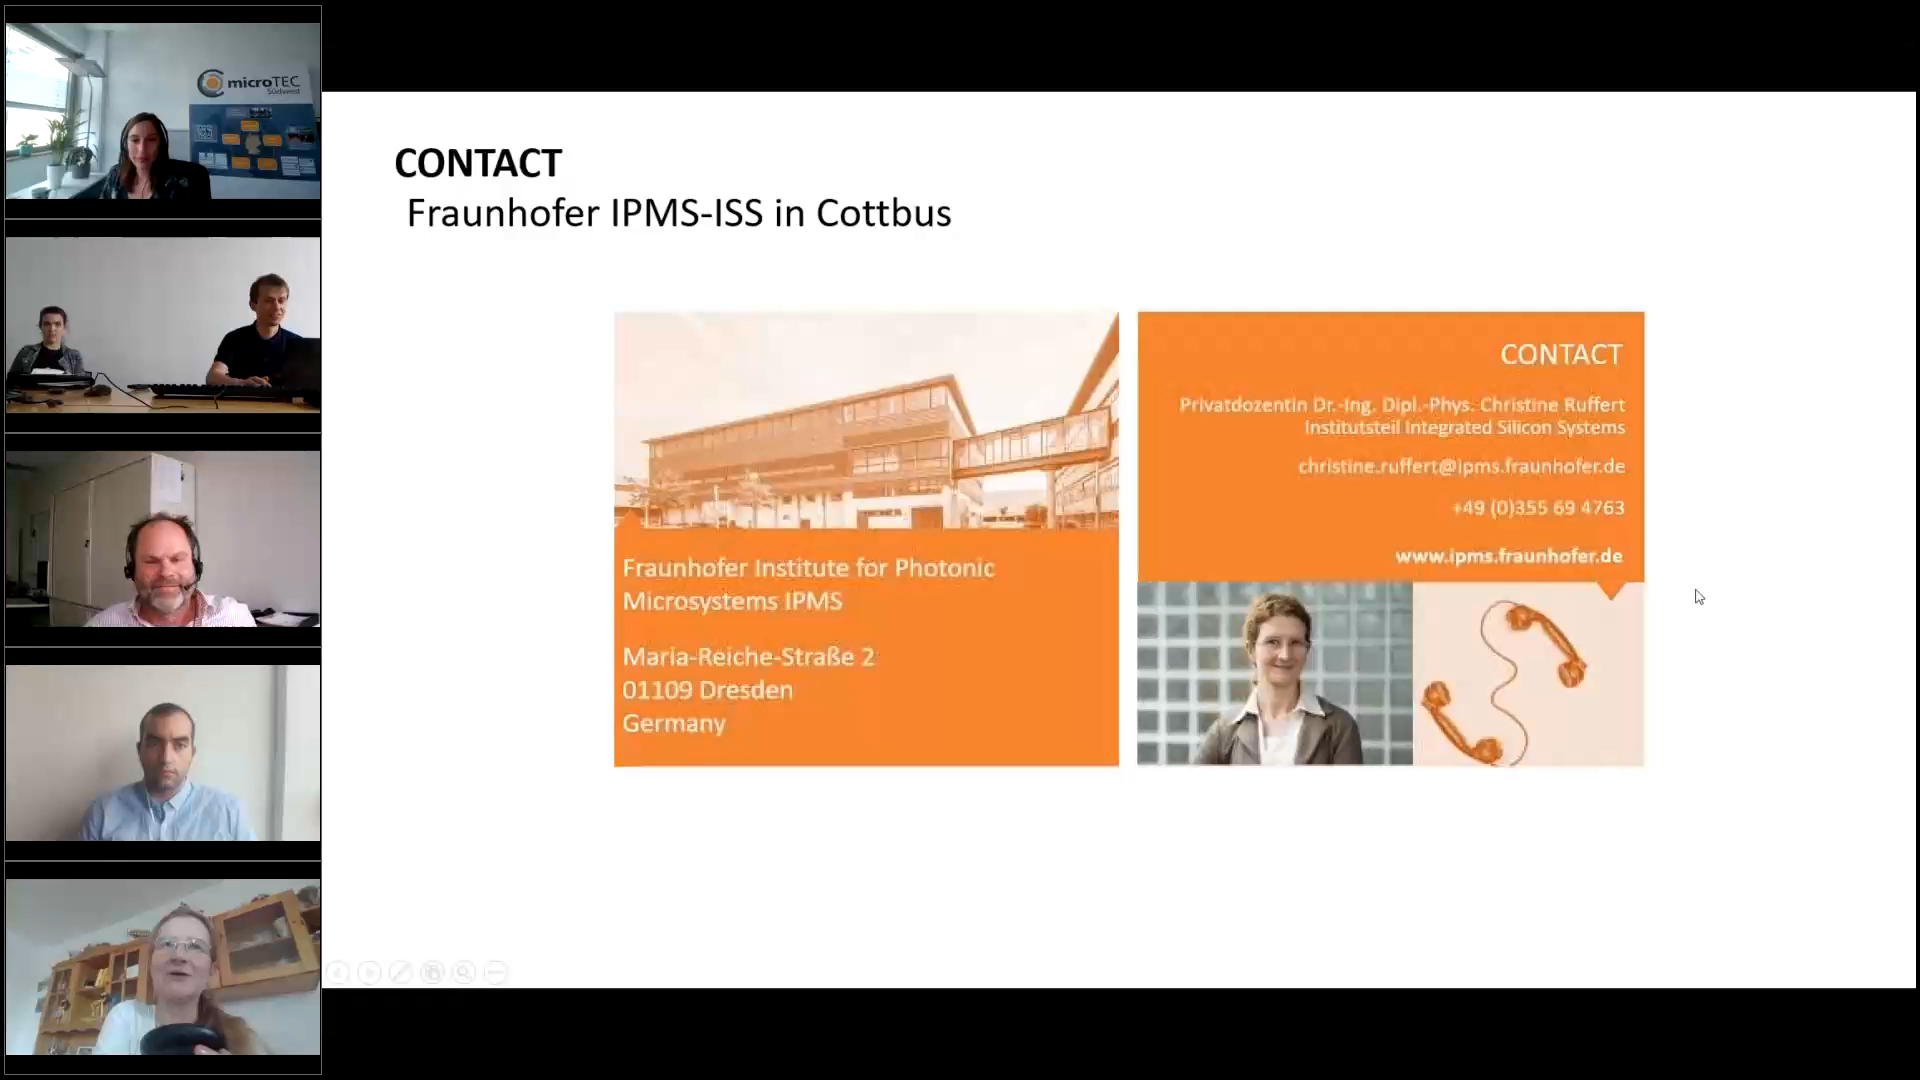 microTEC
Südwest
CONTACT
Fraunhofer IPMS-ISS in Cottbus
Fraunhofer Institute for Photonic
Microsystems IPMS
Maria-Reiche-Straße 2
01109 Dresden
Germany
CONTACT
Privatdozentin Dr.-Ing. Dipl.-Phys. Christine Ruffert
Institutsteil Integrated Silicon Systems
christine.ruffert@ipms.fraunhofer.de
+49 (0)355 69 4763
www.ipms.fraunhofer.de